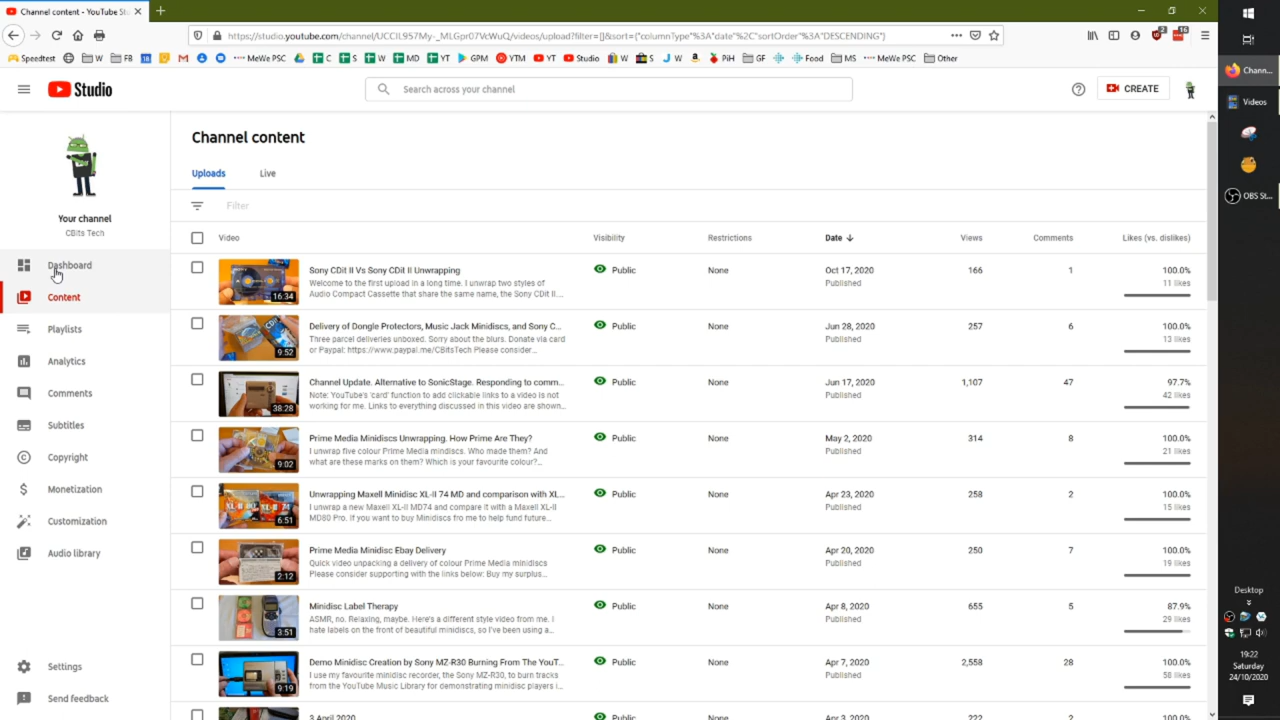 Channel content - YouTube Stu
https://studio.youtube.com/channel/UCCIL957My-_MLGgr071VcWuQ/videos/upload?filter=[]&sort={"columnType"%3A"date"%2C"sortOrder"%3A"DESCENDING"}
Speedtest W FB G M MeWe PSC C S W MD YT GPM YTM YT Studio W S J W PiH GF Food MS MeWe PSC Other
Studio
Search across your channel
CREATE
Your channel
CBits Tech
Dashboard
Content
Playlists
Analytics
Comments
Subtitles
Copyright
Monetization
Customization
Audio library
Settings
Send feedback
Channel content
Uploads Live
Filter
Video Visibility Restrictions Date Views Comments Likes (vs. dislikes)
Sony CDit II Vs Sony CDit II Unwrapping Public None Oct 17, 2020 166 1 100.0%
Welcome to the first upload in a long time. I unwrap two styles of Published 11 likes
Audio Compact Cassette that share the same name, the Sony CDit II:...
16:34
Delivery of Dongle Protectors, Music Jack Minidiscs, and Sony C... Public None Jun 28, 2020 257 6 100.0%
Three parcel deliveries unboxed. Sorry about the blurs. Donate via card Published 13 likes
or Paypal: https://www.paypal.me/CBitsTech Please consider...
9:52
Channel Update. Alternative to SonicStage. Responding to comm... Public None Jun 17, 2020 1,107 47 97.7%
Note: YouTube's 'card' function to add clickable links to a video is not Published 42 likes
working for me. Links to everything discussed in this video are shown...
38:28
Prime Media Minidiscs Unwrapping. How Prime Are They? Public None May 2, 2020 314 8 100.0%
I unwrap five colour Prime Media mindiscs. Who made them? And Published 21 likes
what are these marks on them? Which is your favourite colour?...
9:02
Unwrapping Maxell Minidisc XL-II 74 MD and comparison with XL... Public None Apr 23, 2020 258 2 100.0%
I unwrap a new Maxell XL-II MD74 and compare it with a Maxell XL-II Published 15 likes
MD80 Pro. If you want to buy Minidiscs fro me to help fund future...
6:51
Prime Media Minidisc Ebay Delivery Public None Apr 20, 2020 250 7 100.0%
Quick video unpacking a delivery of colour Prime Media minidiscs Published 19 likes
Please consider supporting with the links below: Buy my surplus...
2:12
Minidisc Label Therapy Public None Apr 8, 2020 655 5 87.9%
ASMR, no. Relaxing, maybe. Here's a different style video from me. I Published 29 likes
hate labels on the front of beautiful minidiscs, so I've been using a...
3:51
Demo Minidisc Creation by Sony MZ-R30 Burning From The YouT... Public None Apr 7, 2020 2,558 28 100.0%
I use my favourite minidisc recorder, the Sony MZ-R30, to burn tracks Published 58 likes
from the YouTube Music Library for demonstrating minidisc players i...
9:19
3 April 2020 Public None Apr 3, 2020 222 2 100.0%
Chann...
Videos
OBS St...
Desktop
19:22
Saturday
24/10/2020